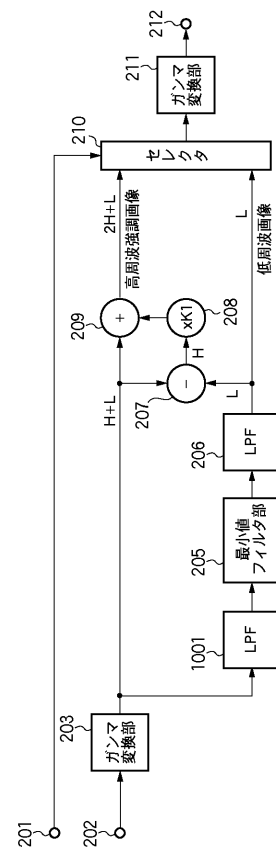 201
202
203
ガンマ
変換部
1001
LPF
205
最小値
フィルタ部
206
LPF
207
−
H+L
L
H
208
xK1
209
+
2H+L
高周波強調画像
L
低周波画像
210
セレクタ
211
ガンマ
変換部
212